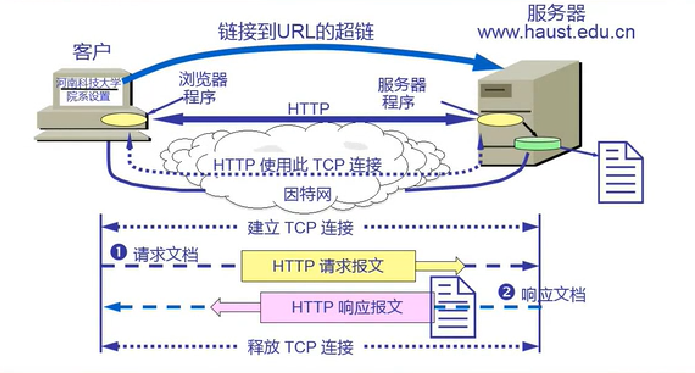 服务器
www.haust.edu.cn
链接到URL的超链
客户
河南科技大学
院系设置
浏览器
程序
服务器
程序
HTTP
HTTP 使用此 TCP 连接
因特网
建立 TCP 连接
❶ 请求文档
HTTP 请求报文
HTTP 响应报文
❷ 响应文档
释放 TCP 连接